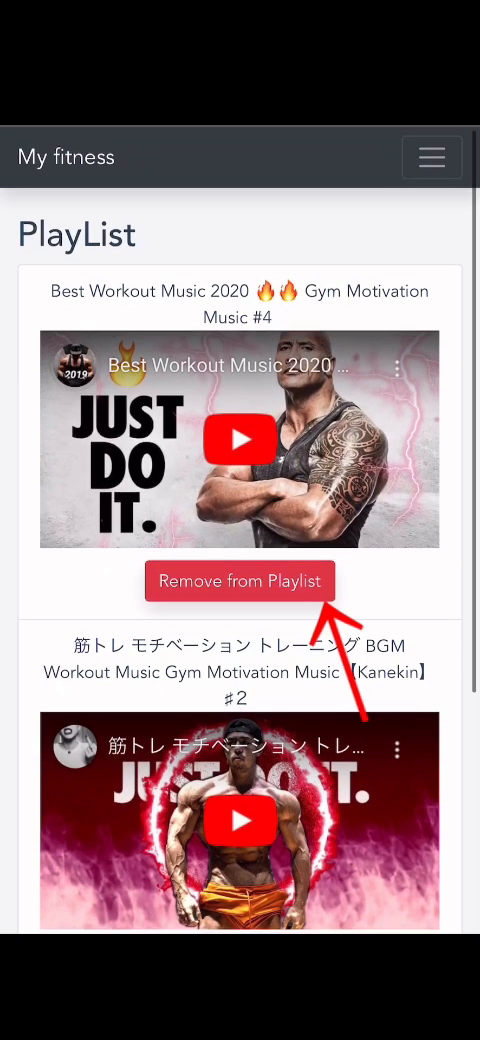 My fitness
PlayList
Best Workout Music 2020 🔥🔥 Gym Motivation
Music #4
2019
Best Workout Music 2020 ...
JUST
DO
IT.
Remove from Playlist
筋トレ モチベーション トレーニング BGM
Workout Music Gym Motivation Music【Kanekin】
#2
筋トレ モチベーション トレ...
JUST DO IT.